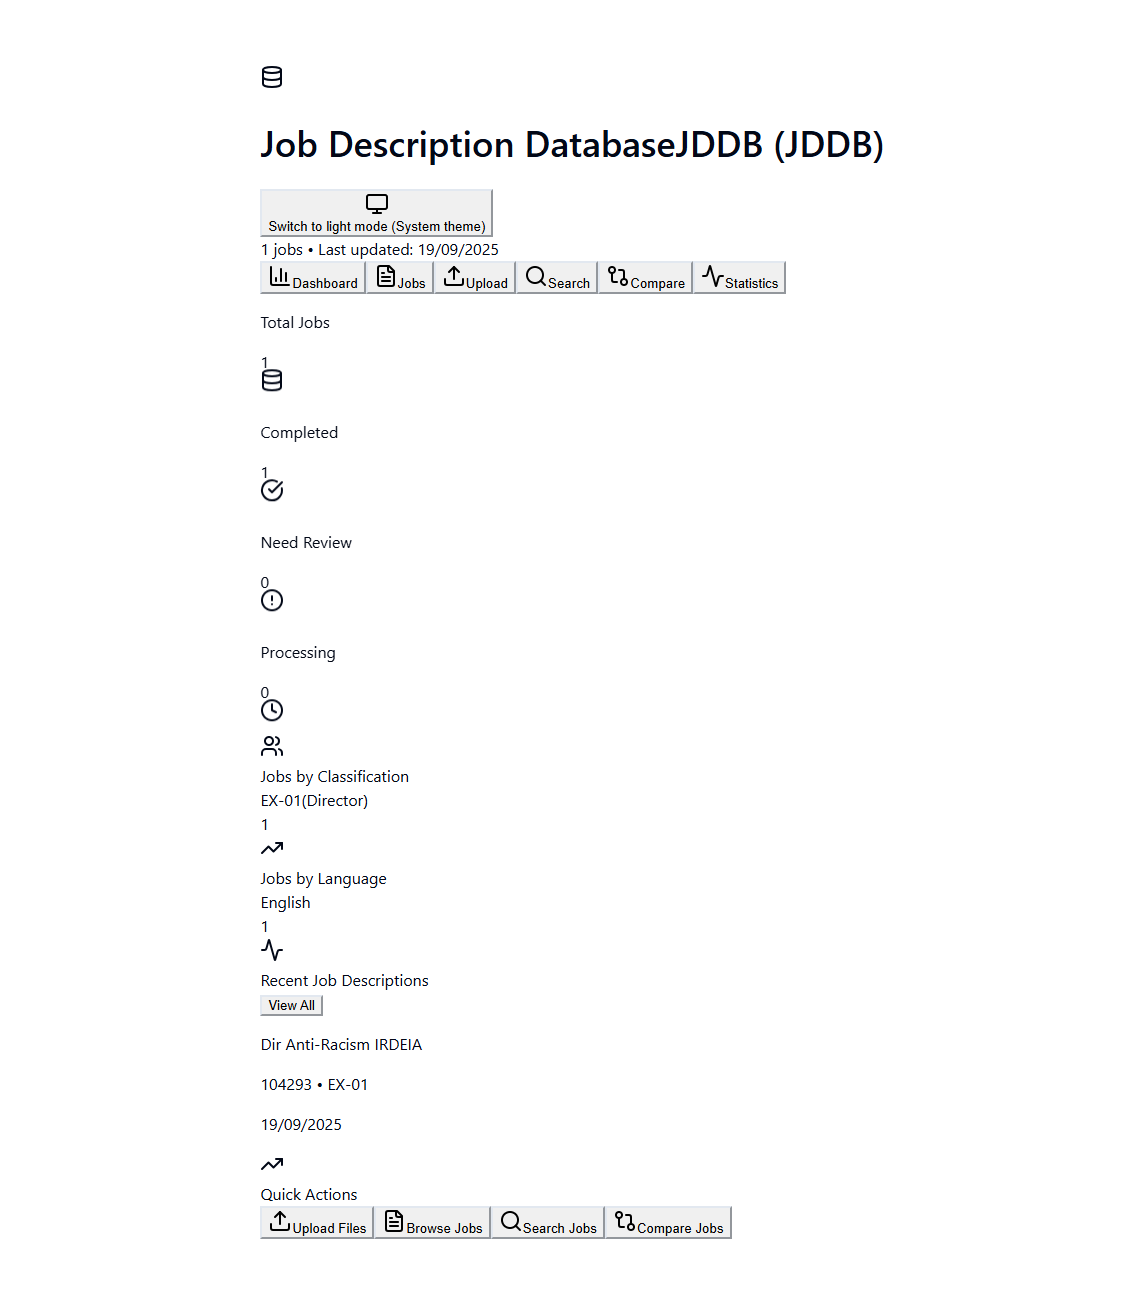 Job Description DatabaseJDDB (JDDB)
Switch to light mode (System theme)
1 jobs • Last updated: 19/09/2025
Dashboard Jobs Upload Search Compare Statistics
Total Jobs
1
Completed
1
Need Review
0
Processing
0
Jobs by Classification
EX-01(Director)
1
Jobs by Language
English
1
Recent Job Descriptions
View All
Dir Anti-Racism IRDEIA
104293 • EX-01
19/09/2025
Quick Actions
Upload Files Browse Jobs Search Jobs Compare Jobs